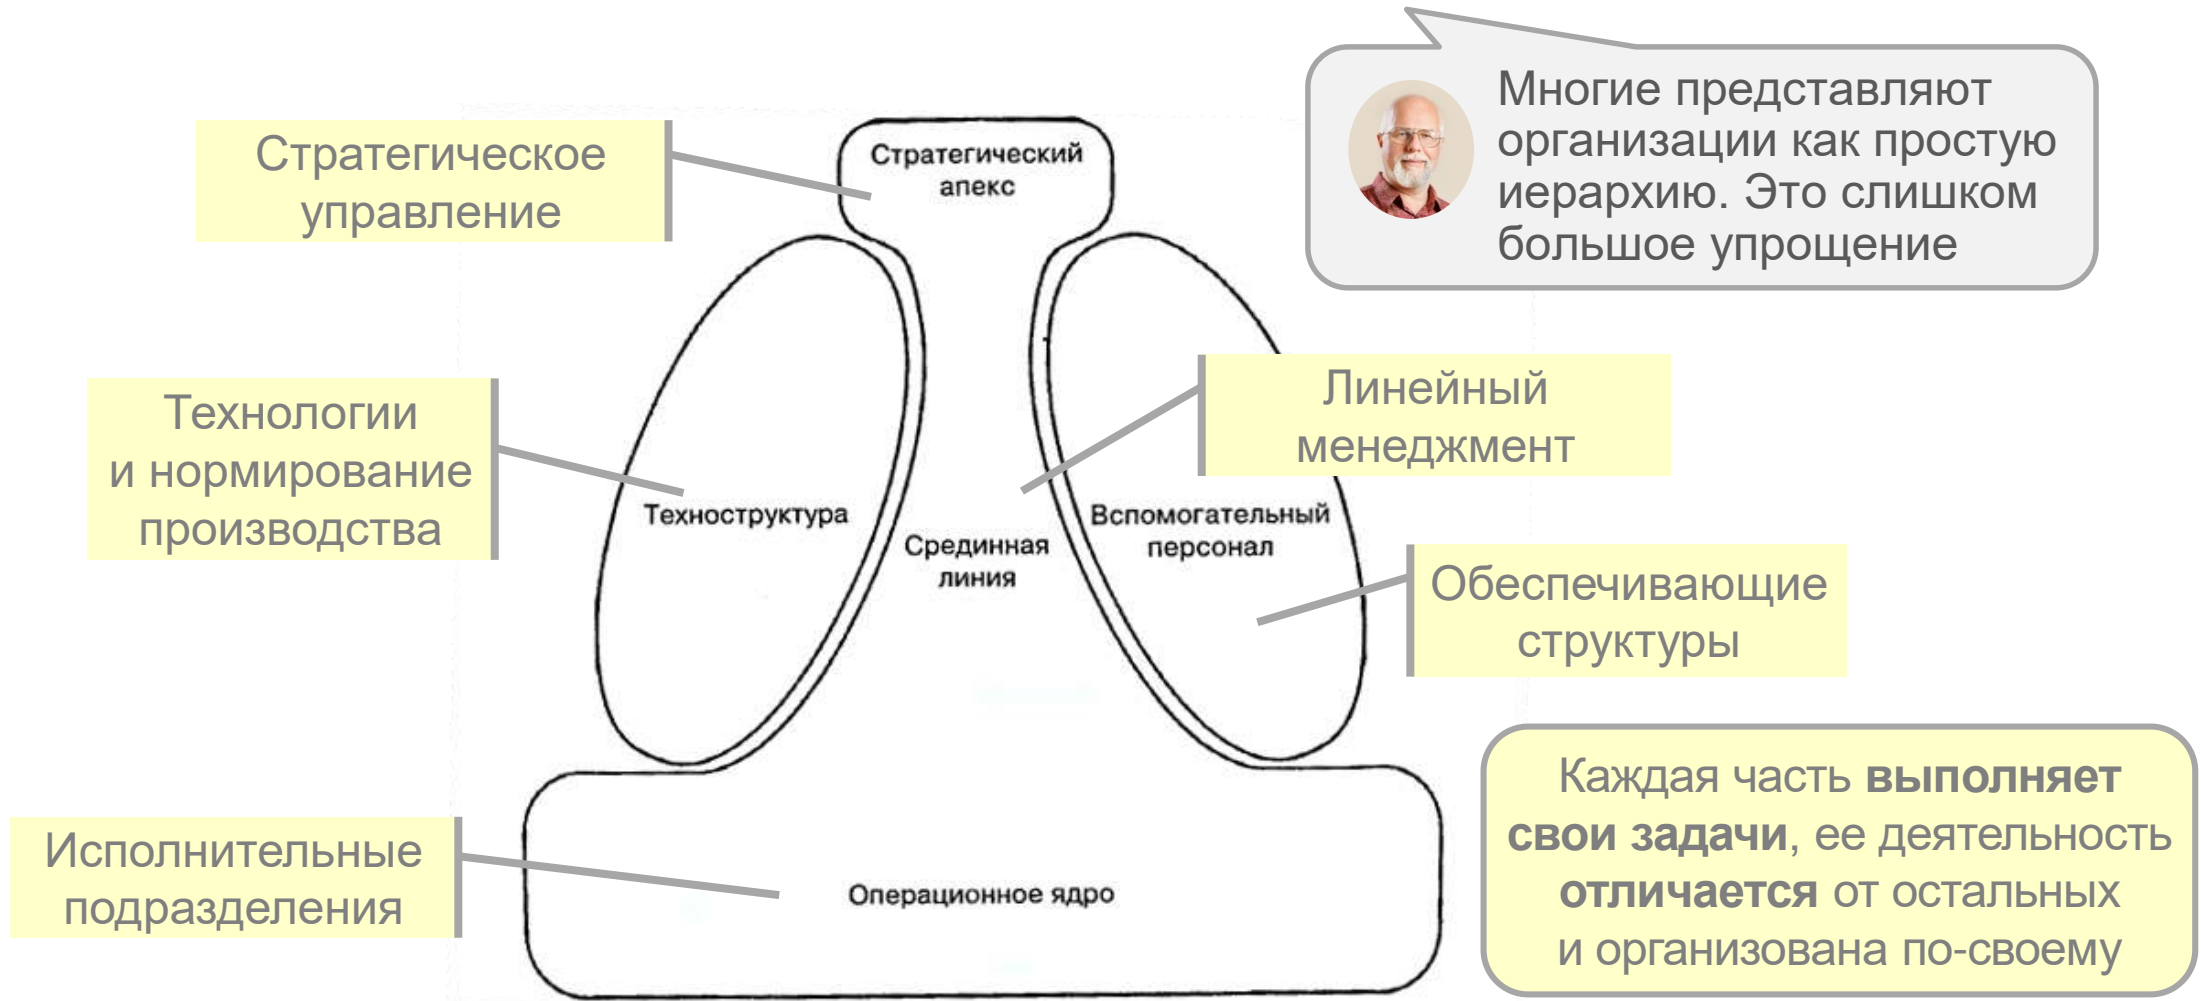 Многие представляют
организации как простую
иерархию. Это слишком
большое упрощение
Стратегическое
управление
Стратегический
апекс
Технологии
и нормирование
производства
Линейный
менеджмент
Техноструктура
Срединная
линия
Вспомогательный
персонал
Обеспечивающие
структуры
Исполнительные
подразделения
Операционное ядро
Каждая часть выполняет
свои задачи, ее деятельность
отличается от остальных
и организована по-своему